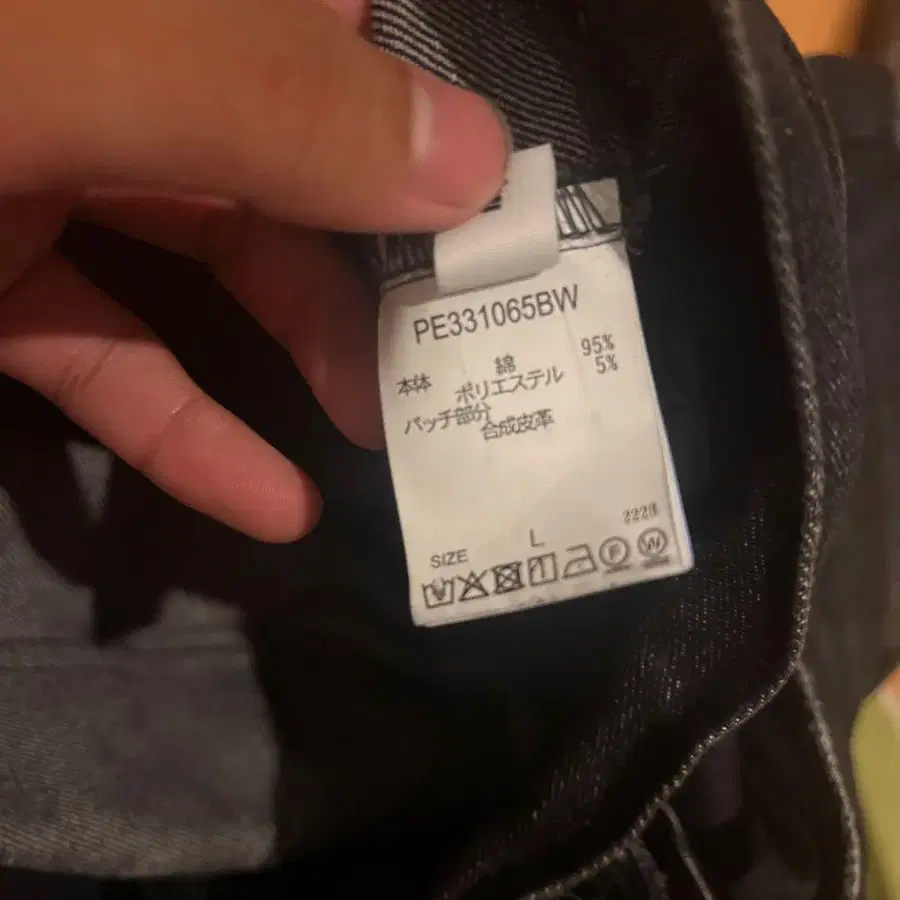 PE331065BW
本体 綿 95%
ポリエステル 5%
パッチ部分
合成皮革
SIZE L
F W